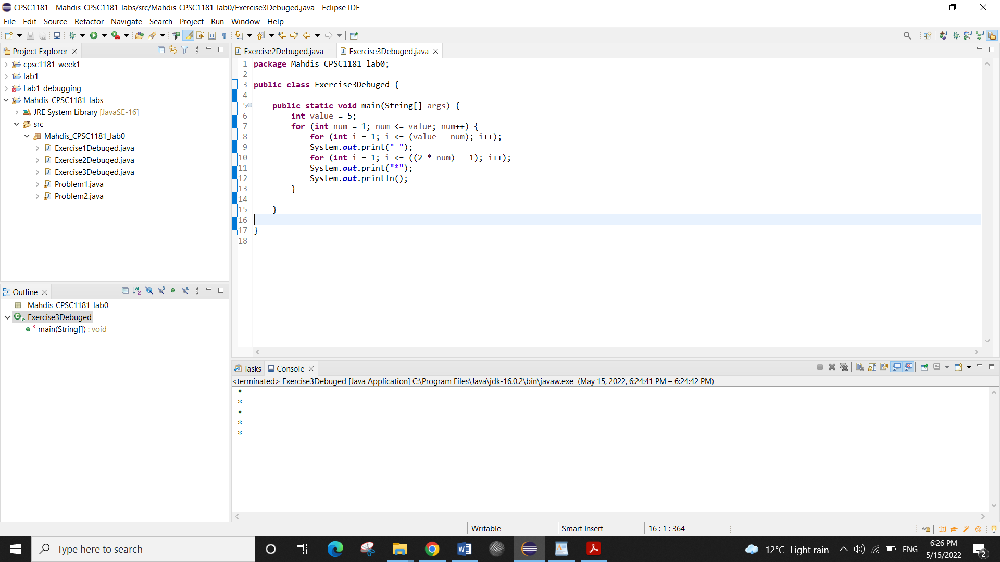 CPSC1181 - Mahdis_CPSC1181_labs/src/Mahdis_CPSC1181_lab0/Exercise3Debuged.java - Eclipse IDE
File Edit Source Refactor Navigate Search Project Run Window Help
Project Explorer
cpsc1181-week1
lab1
Lab1_debugging
Mahdis_CPSC1181_labs
JRE System Library [JavaSE-16]
src
Mahdis_CPSC1181_lab0
Exercise1Debuged.java
Exercise2Debuged.java
Exercise3Debuged.java
Problem1.java
Problem2.java
Outline
Mahdis_CPSC1181_lab0
Exercise3Debuged
main(String[]) : void
Exercise2Debuged.java Exercise3Debuged.java
1 package Mahdis_CPSC1181_lab0;
2
3 public class Exercise3Debuged {
4
5 public static void main(String[] args) {
6 int value = 5;
7 for (int num = 1; num <= value; num++) {
8 for (int i = 1; i <= (value - num); i++);
9 System.out.print(" ");
10 for (int i = 1; i <= ((2 * num) - 1); i++);
11 System.out.print("*");
12 System.out.println();
13 }
14
15 }
16
17 }
18
Tasks Console
<terminated> Exercise3Debuged [Java Application] C:\Program Files\Java\jdk-16.0.2\bin\javaw.exe (May 15, 2022, 6:24:41 PM – 6:24:42 PM)
*
*
*
*
*
Writable Smart Insert 16 : 1 : 364
Type here to search
12°C Light rain
ENG
6:26 PM
5/15/2022
2